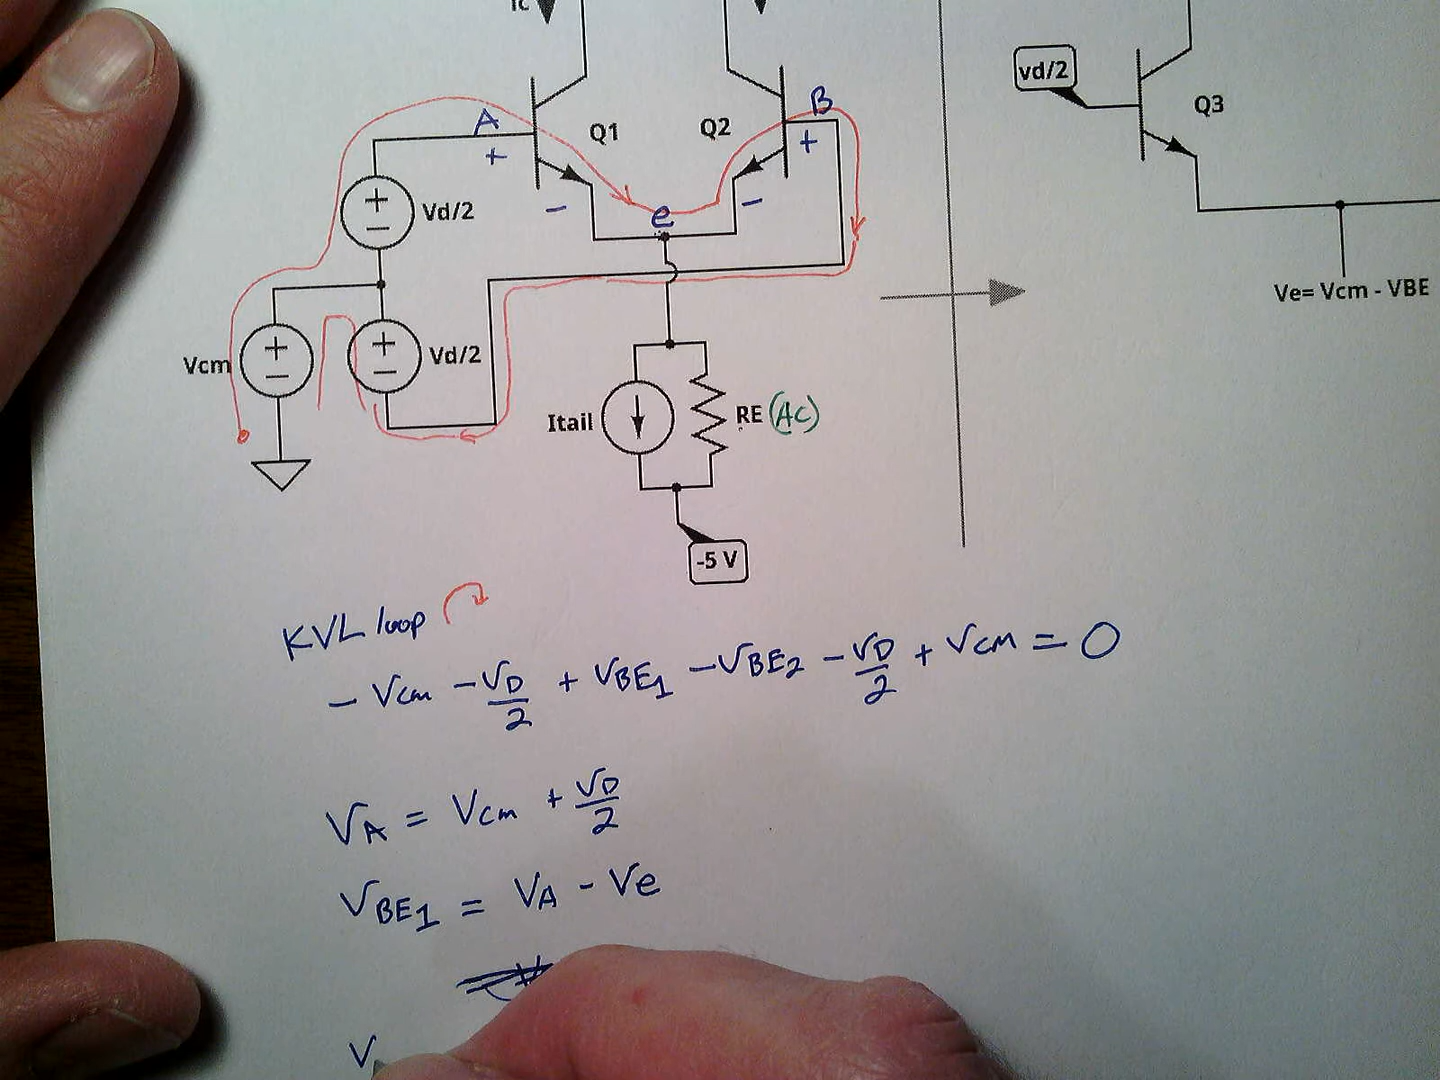 IC
vd/2
Q3
A
B
Q1
Q2
+
+
+
−
Vd/2
−
−
e
Ve= Vcm - VBE
Vcm
+
−
+
−
Vd/2
Itail
RE (AC)
-5 V
KVL loop
- Vcm - VD/2 + VBE1 - VBE2 - VD/2 + Vcm = 0
VA = Vcm + VD/2
VBE1 = VA - Ve
V